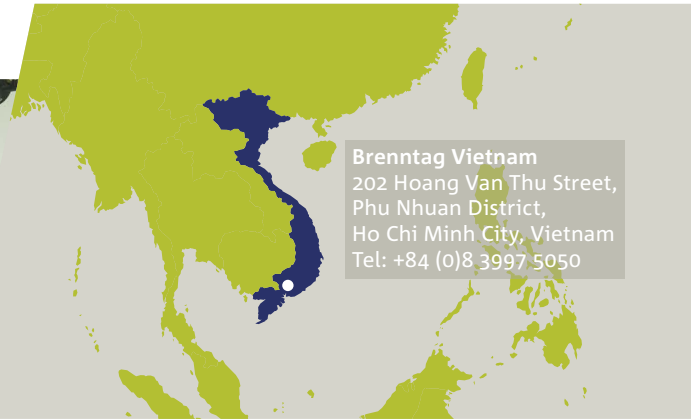 Brenntag Vietnam
202 Hoang Van Thu Street,
Phu Nhuan District,
Ho Chi Minh City, Vietnam
Tel: +84 (0)8 3997 5050